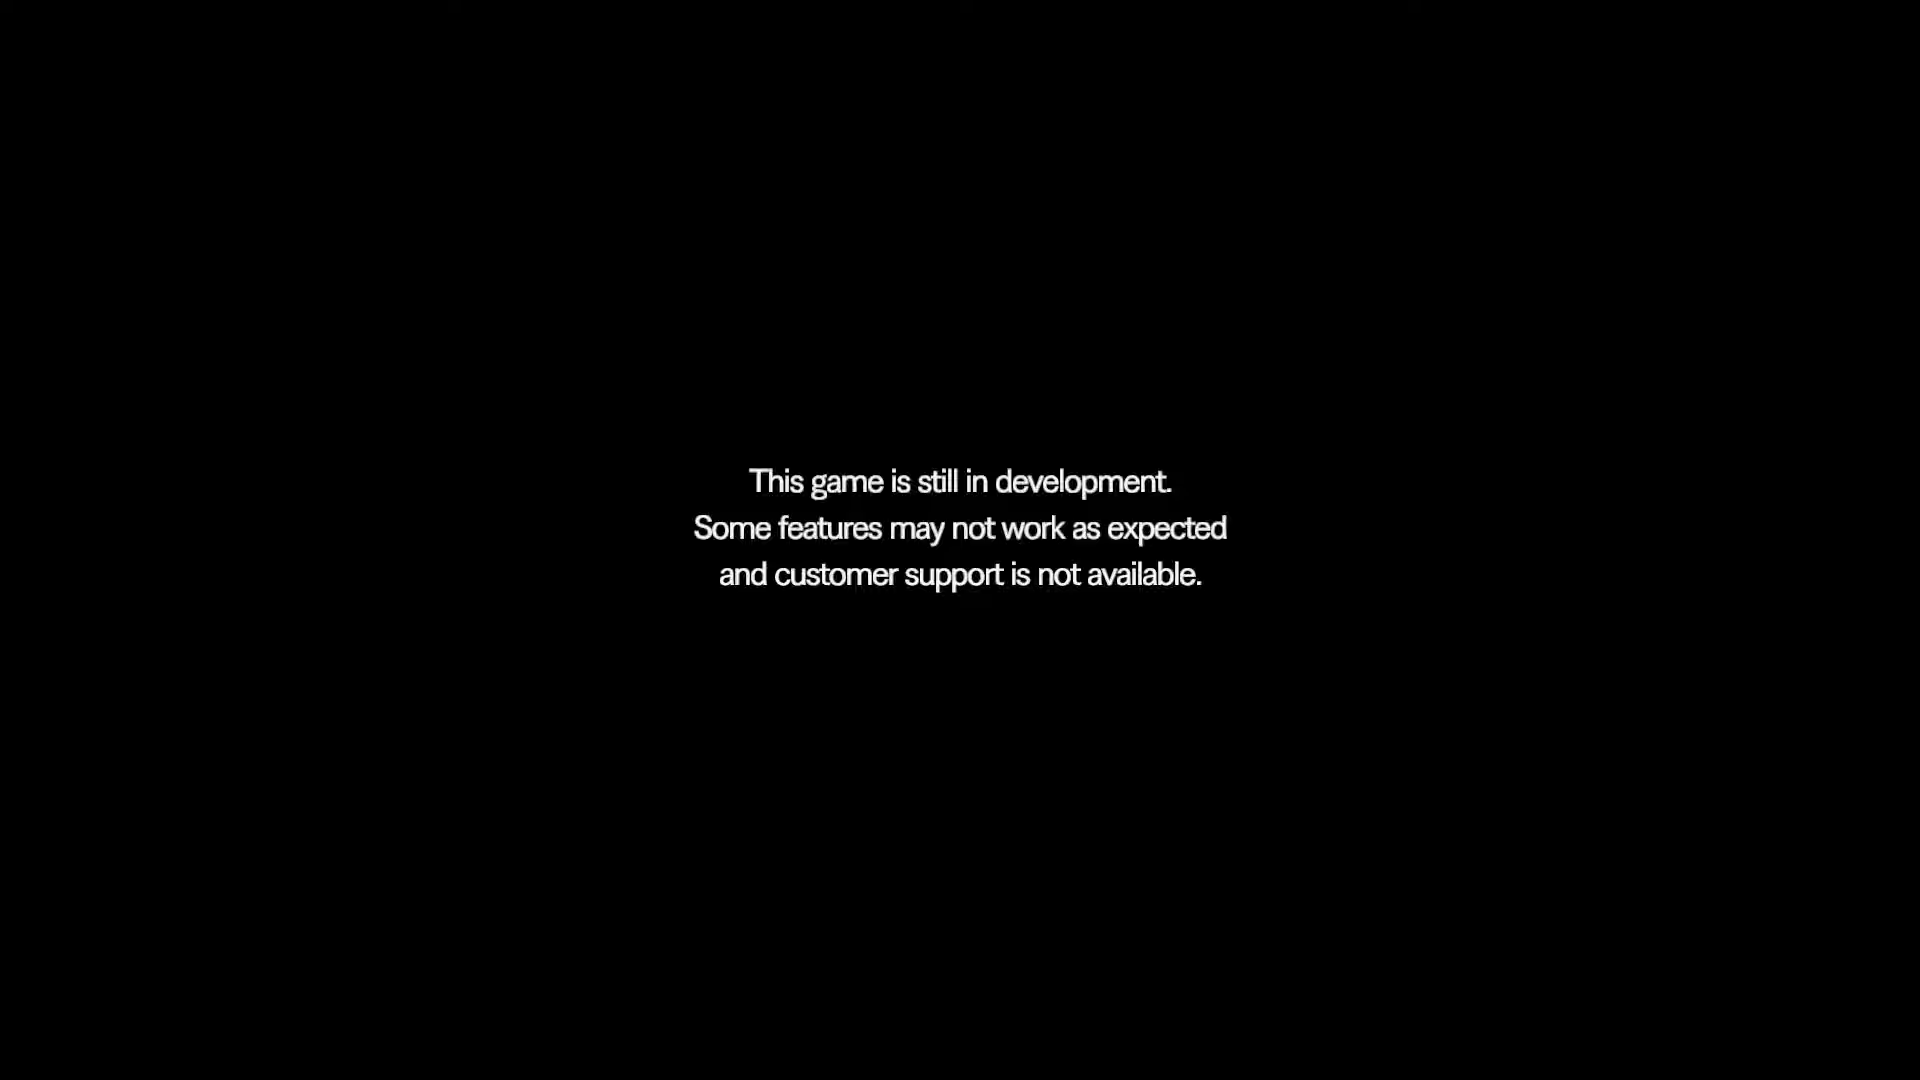 This game is still in development.
Some features may not work as expected
and customer support is not available.